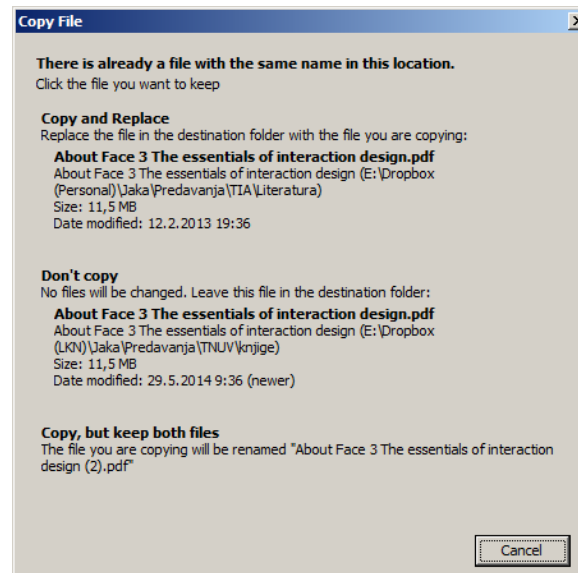 Copy File
There is already a file with the same name in this location.
Click the file you want to keep
Copy and Replace
Replace the file in the destination folder with the file you are copying:
About Face 3 The essentials of interaction design.pdf
About Face 3 The essentials of interaction design (E:\Dropbox
(Personal)\Jaka\Predavanja\TIA\Literatura)
Size: 11,5 MB
Date modified: 12.2.2013 19:36
Don't copy
No files will be changed. Leave this file in the destination folder:
About Face 3 The essentials of interaction design.pdf
About Face 3 The essentials of interaction design (E:\Dropbox
(LKN)\Jaka\Predavanja\TNUV\knjige)
Size: 11,5 MB
Date modified: 29.5.2014 9:36 (newer)
Copy, but keep both files
The file you are copying will be renamed "About Face 3 The essentials of interaction
design (2).pdf"
Cancel